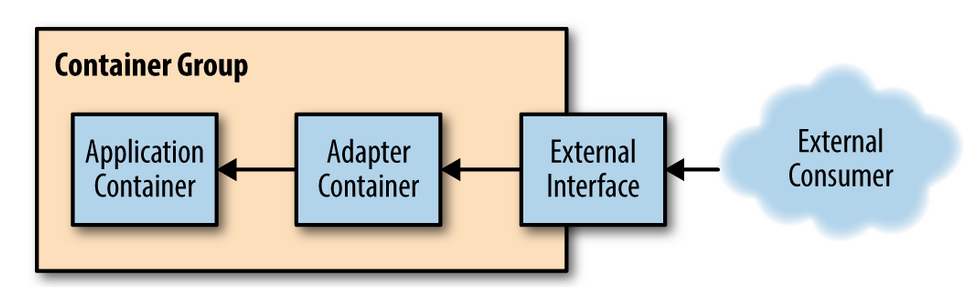 Container Group
Application
Container
Adapter
Container
External
Interface
External
Consumer